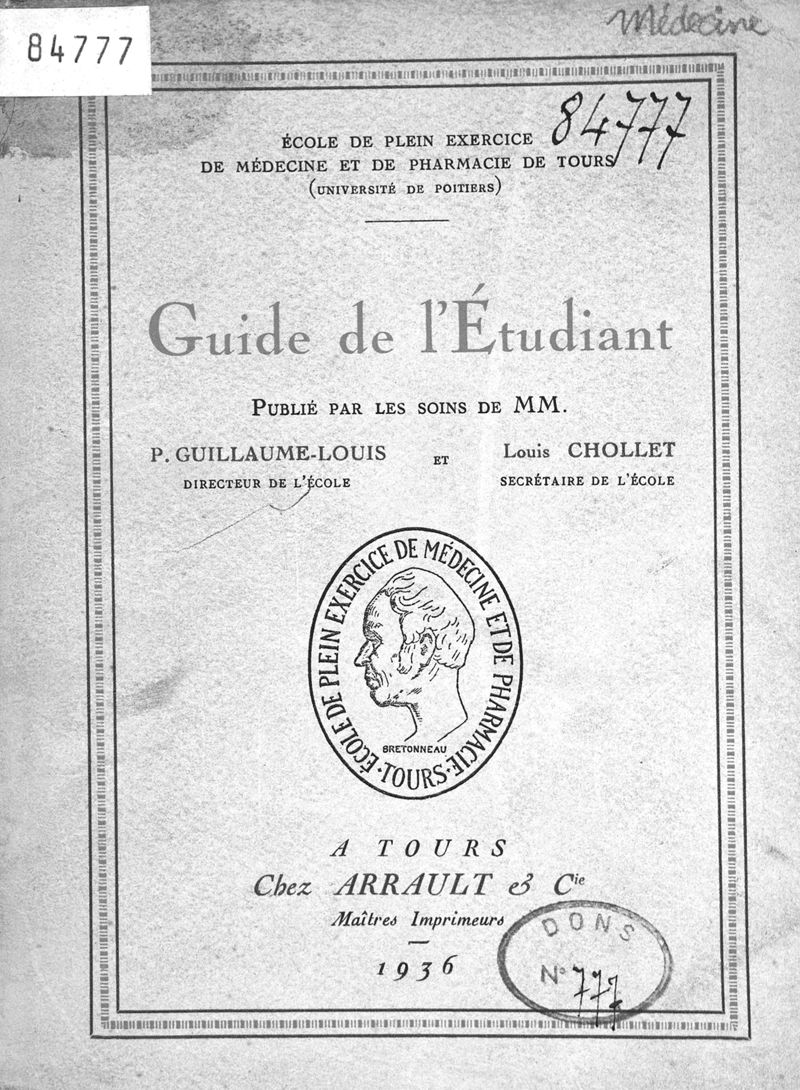 Médecine
84777
84777
ÉCOLE DE PLEIN EXERCICE
DE MÉDECINE ET DE PHARMACIE DE TOURS
(UNIVERSITÉ DE POITIERS)
Guide de l'Étudiant
PUBLIÉ PAR LES SOINS DE MM.
P. GUILLAUME-LOUIS ET Louis CHOLLET
DIRECTEUR DE L'ÉCOLE SECRÉTAIRE DE L'ÉCOLE
ÉCOLE DE PLEIN EXERCICE DE MÉDECINE ET DE PHARMACIE
BRETONNEAU
· TOURS ·
A TOURS
Chez ARRAULT & Cie
Maîtres Imprimeurs
1936
DONS
N° 777